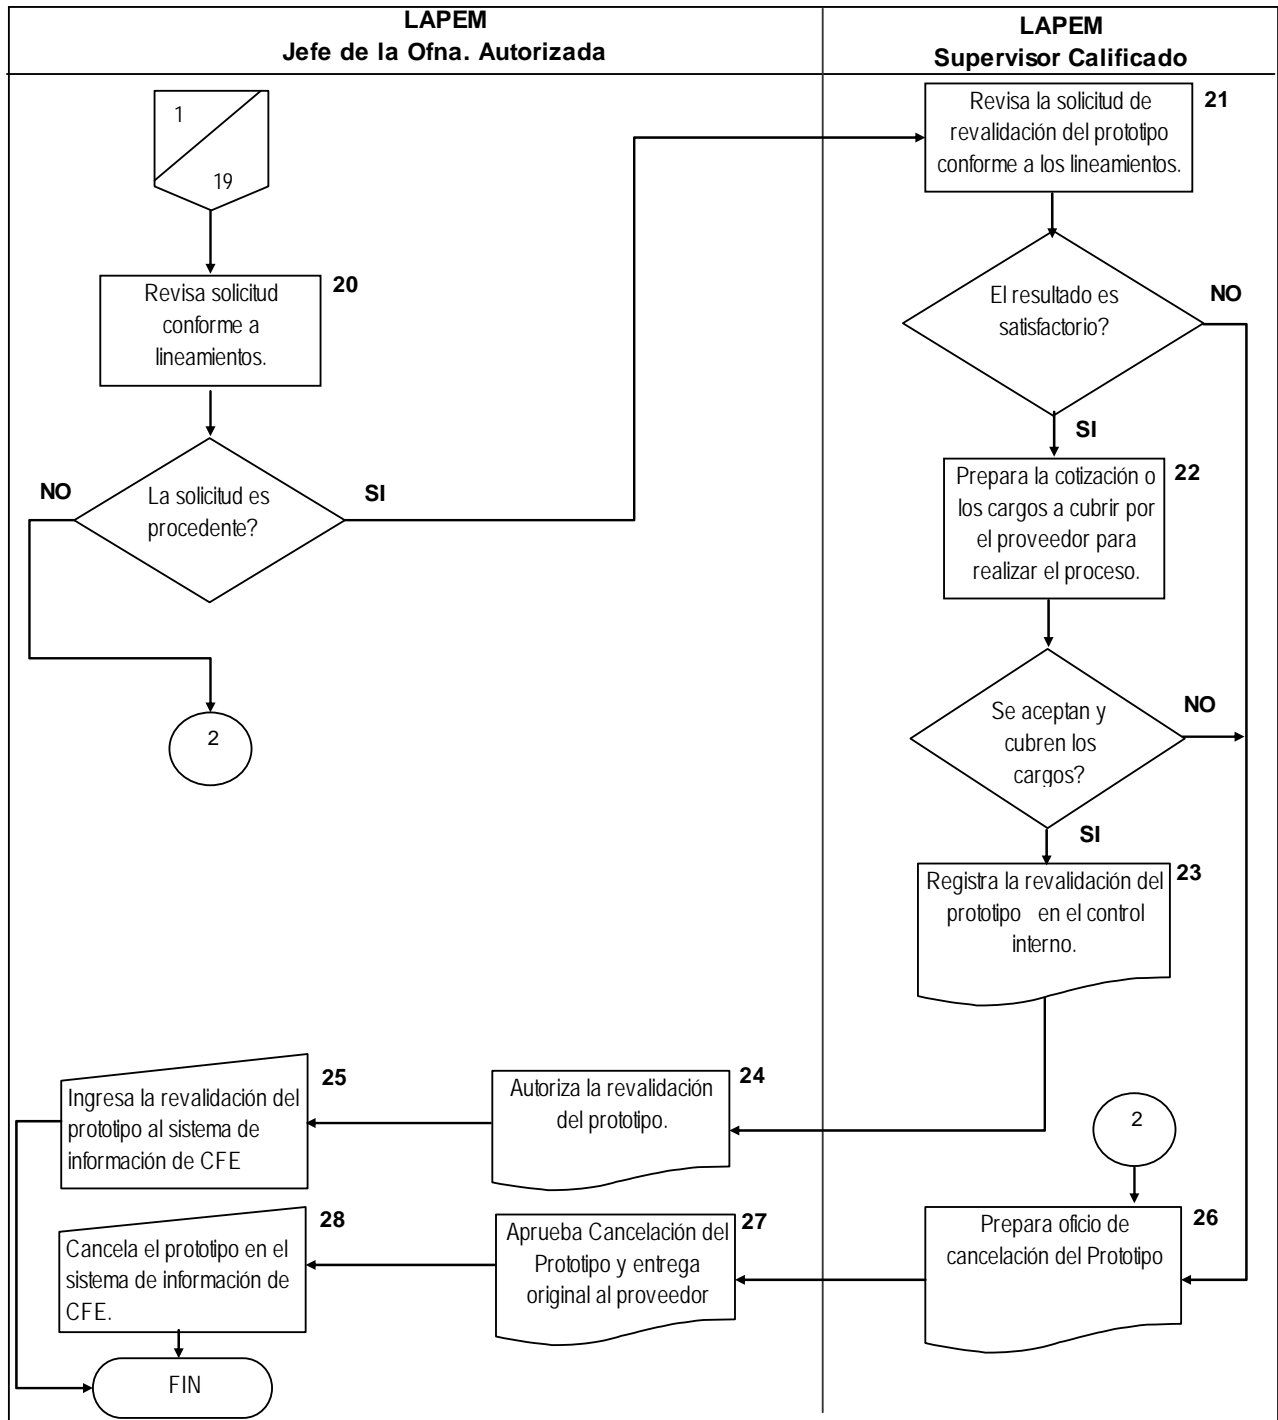 LAPEM
Jefe de la Ofna. Autorizada
LAPEM
Supervisor Calificado
1
19
20
Revisa solicitud
conforme a
lineamientos.
NO
La solicitud es
procedente?
SI
2
21
Revisa la solicitud de
revalidación del prototipo
conforme a los lineamientos.
El resultado es
satisfactorio?
NO
SI
22
Prepara la cotización o
los cargos a cubrir por
el proveedor para
realizar el proceso.
Se aceptan y
cubren los
cargos?
NO
SI
23
Registra la revalidación del
prototipo en el control
interno.
24
Autoriza la revalidación
del prototipo.
25
Ingresa la revalidación del
prototipo al sistema de
información de CFE
2
26
Prepara oficio de
cancelación del Prototipo
27
Aprueba Cancelación del
Prototipo y entrega
original al proveedor
28
Cancela el prototipo en el
sistema de información de
CFE.
FIN